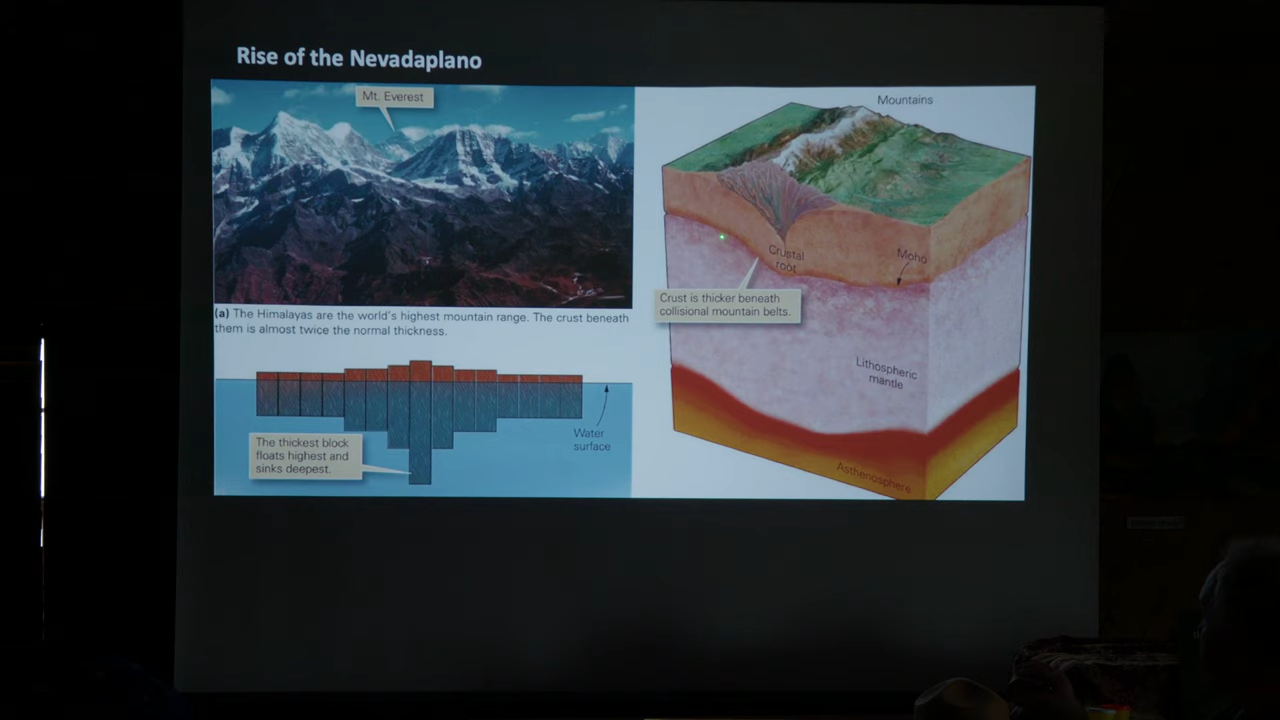 Rise of the Nevadaplano
Mt. Everest
(a) The Himalayas are the world's highest mountain range. The crust beneath
them is almost twice the normal thickness.
The thickest block
floats highest and
sinks deepest.
Water
surface
Mountains
Crustal
root
Moho
Crust is thicker beneath
collisional mountain belts.
Lithospheric
mantle
Asthenosphere